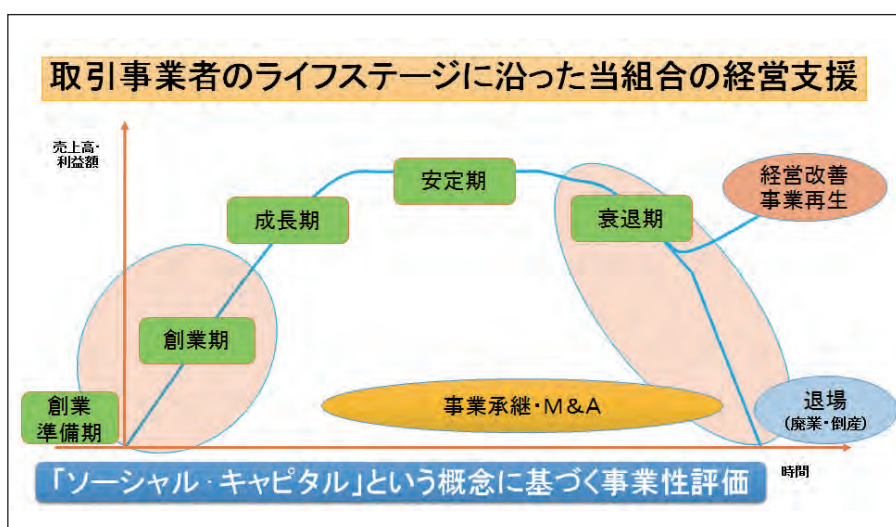 取引事業者のライフステージに沿った当組合の経営支援
売上高・
利益額
安定期
経営改善
事業再生
成長期
衰退期
創業期
創業
準備期
事業承継・M&A
退場
(廃業・倒産)
時間
「ソーシャル・キャピタル」という概念に基づく事業性評価